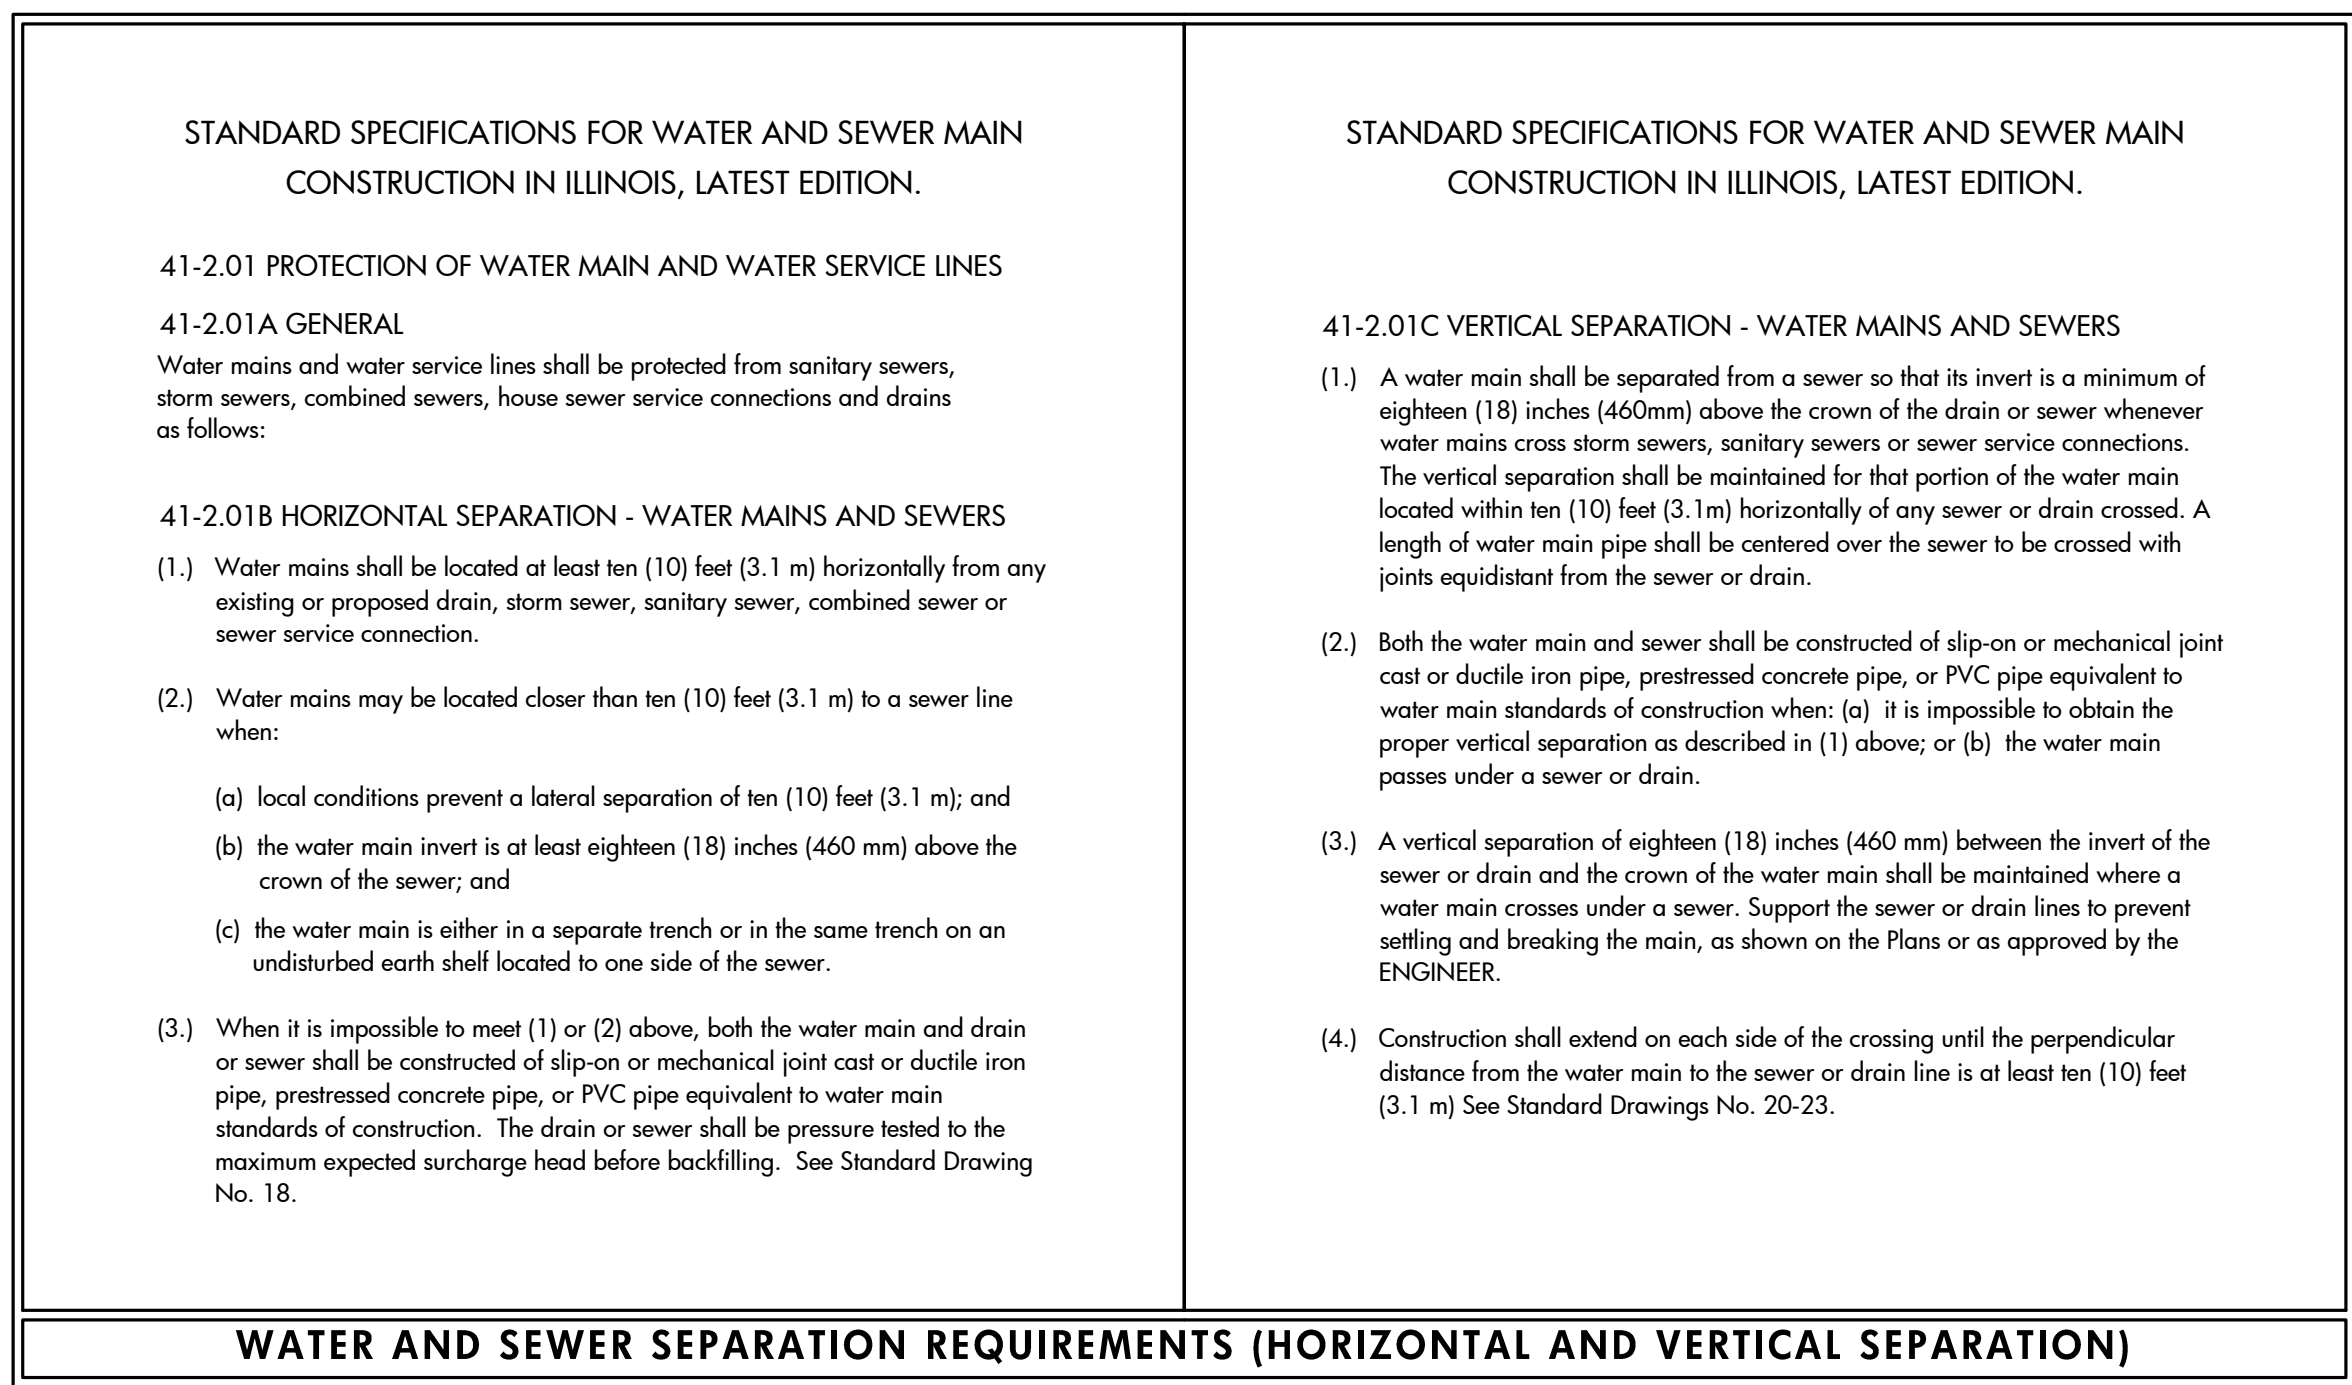 STANDARD SPECIFICATIONS FOR WATER AND SEWER MAIN
CONSTRUCTION IN ILLINOIS, LATEST EDITION.
41-2.01 PROTECTION OF WATER MAIN AND WATER SERVICE LINES
41-2.01A GENERAL
Water mains and water service lines shall be protected from sanitary sewers,
storm sewers, combined sewers, house sewer service connections and drains
as follows:
41-2.01B HORIZONTAL SEPARATION - WATER MAINS AND SEWERS
(1.) Water mains shall be located at least ten (10) feet (3.1 m) horizontally from any
existing or proposed drain, storm sewer, sanitary sewer, combined sewer or
sewer service connection.
(2.) Water mains may be located closer than ten (10) feet (3.1 m) to a sewer line
when:
(a) local conditions prevent a lateral separation of ten (10) feet (3.1 m); and
(b) the water main invert is at least eighteen (18) inches (460 mm) above the
crown of the sewer; and
(c) the water main is either in a separate trench or in the same trench on an
undisturbed earth shelf located to one side of the sewer.
(3.) When it is impossible to meet (1) or (2) above, both the water main and drain
or sewer shall be constructed of slip-on or mechanical joint cast or ductile iron
pipe, prestressed concrete pipe, or PVC pipe equivalent to water main
standards of construction. The drain or sewer shall be pressure tested to the
maximum expected surcharge head before backfilling. See Standard Drawing
No. 18.
STANDARD SPECIFICATIONS FOR WATER AND SEWER MAIN
CONSTRUCTION IN ILLINOIS, LATEST EDITION.
41-2.01C VERTICAL SEPARATION - WATER MAINS AND SEWERS
(1.) A water main shall be separated from a sewer so that its invert is a minimum of
eighteen (18) inches (460mm) above the crown of the drain or sewer whenever
water mains cross storm sewers, sanitary sewers or sewer service connections.
The vertical separation shall be maintained for that portion of the water main
located within ten (10) feet (3.1m) horizontally of any sewer or drain crossed. A
length of water main pipe shall be centered over the sewer to be crossed with
joints equidistant from the sewer or drain.
(2.) Both the water main and sewer shall be constructed of slip-on or mechanical joint
cast or ductile iron pipe, prestressed concrete pipe, or PVC pipe equivalent to
water main standards of construction when: (a) it is impossible to obtain the
proper vertical separation as described in (1) above; or (b) the water main
passes under a sewer or drain.
(3.) A vertical separation of eighteen (18) inches (460 mm) between the invert of the
sewer or drain and the crown of the water main shall be maintained where a
water main crosses under a sewer. Support the sewer or drain lines to prevent
settling and breaking the main, as shown on the Plans or as approved by the
ENGINEER.
(4.) Construction shall extend on each side of the crossing until the perpendicular
distance from the water main to the sewer or drain line is at least ten (10) feet
(3.1 m) See Standard Drawings No. 20-23.
WATER AND SEWER SEPARATION REQUIREMENTS (HORIZONTAL AND VERTICAL SEPARATION)